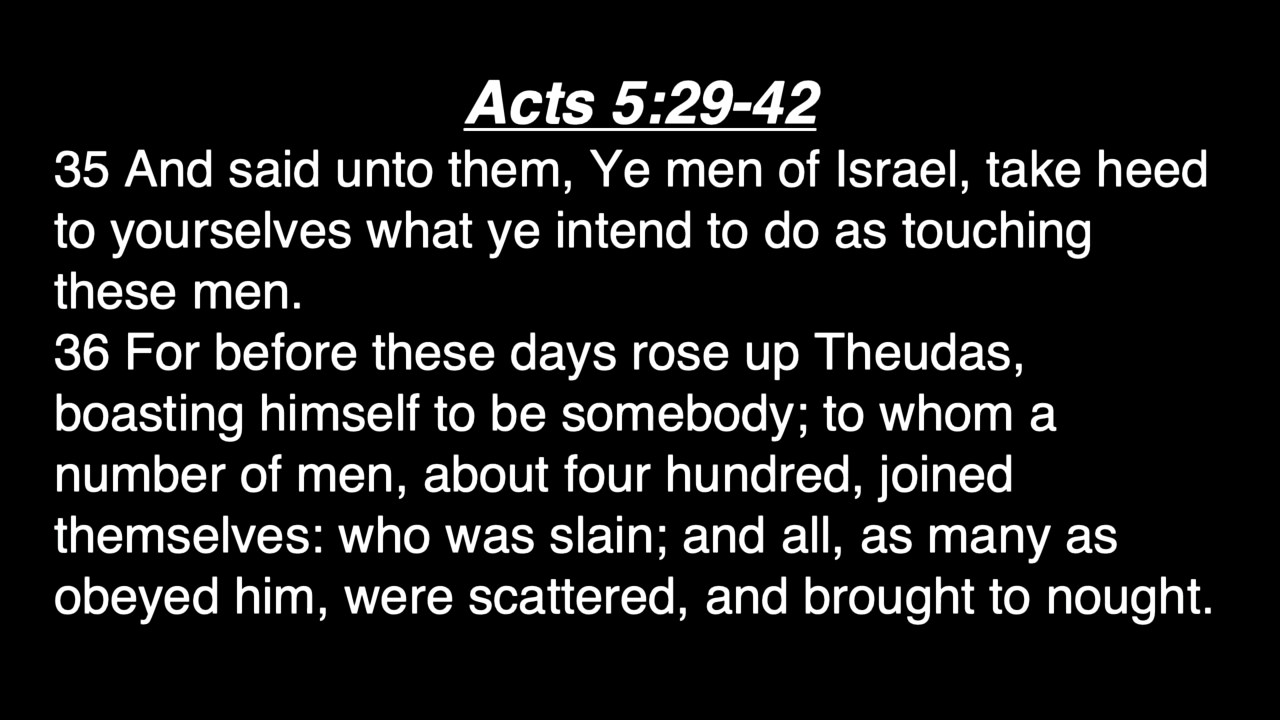 Acts 5:29-42
35 And said unto them, Ye men of Israel, take heed
to yourselves what ye intend to do as touching
these men.
36 For before these days rose up Theudas,
boasting himself to be somebody; to whom a
number of men, about four hundred, joined
themselves: who was slain; and all, as many as
obeyed him, were scattered, and brought to nought.